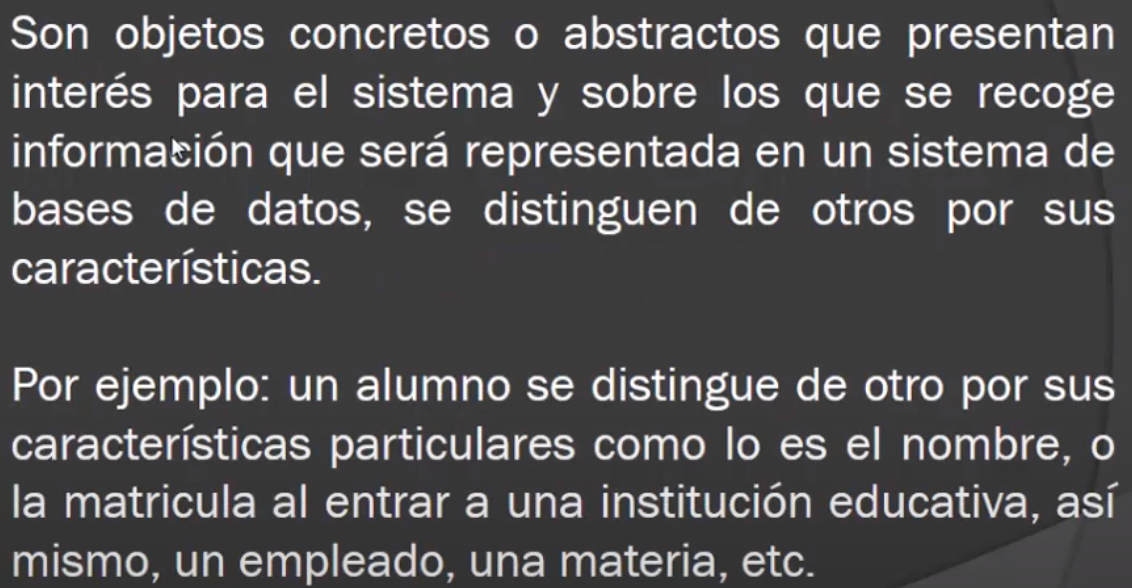 Son objetos concretos o abstractos que presentan
interés para el sistema y sobre los que se recoge
información que será representada en un sistema de
bases de datos, se distinguen de otros por sus
características.
Por ejemplo: un alumno se distingue de otro por sus
características particulares como lo es el nombre, o
la matricula al entrar a una institución educativa, así
mismo, un empleado, una materia, etc.